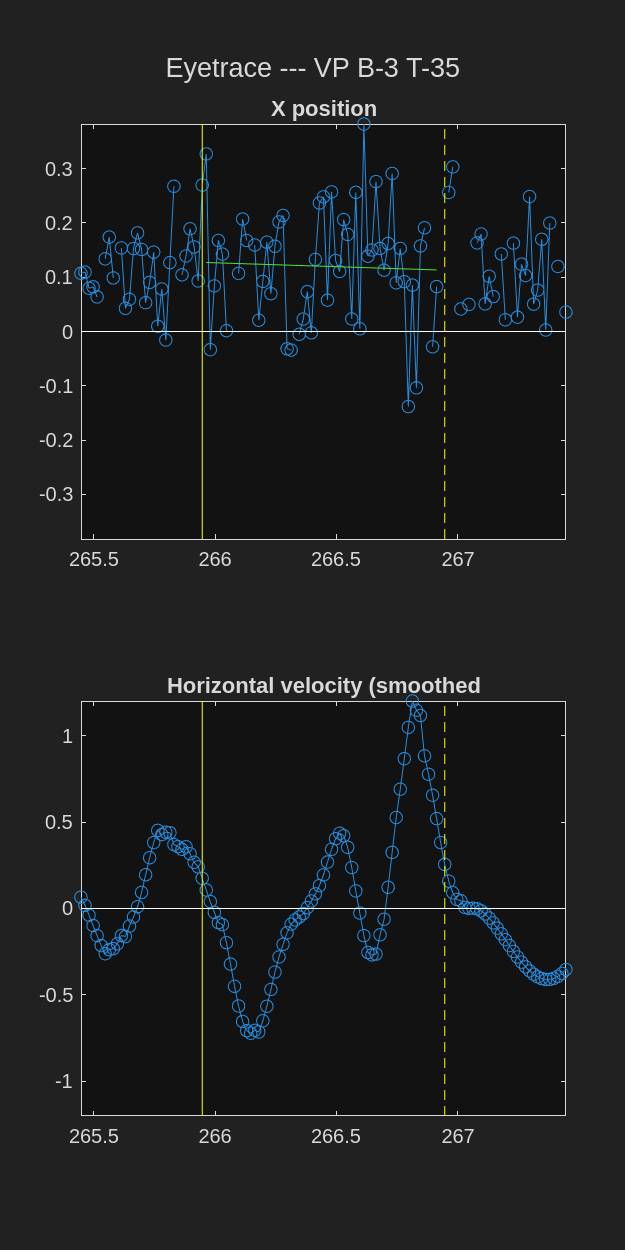 Eyetrace --- VP B-3 T-35
X position
0.3
0.2
0.1
0
-0.1
-0.2
-0.3
265.5 266 266.5 267
Horizontal velocity (smoothed
1
0.5
0
-0.5
-1
265.5 266 266.5 267